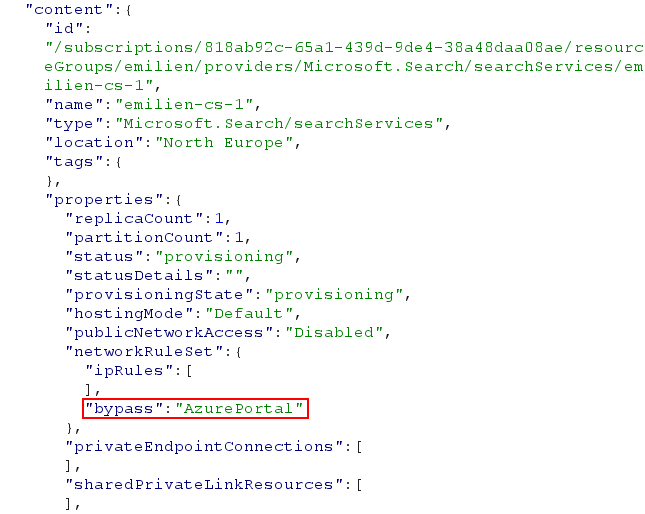 "content":{
"id":
"/subscriptions/818ab92c-65a1-439d-9de4-38a48daa08ae/resourc
eGroups/emilien/providers/Microsoft.Search/searchServices/em
ilien-cs-1",
"name":"emilien-cs-1",
"type":"Microsoft.Search/searchServices",
"location":"North Europe",
"tags":{
},
"properties":{
"replicaCount":1,
"partitionCount":1,
"status":"provisioning",
"statusDetails":"",
"provisioningState":"provisioning",
"hostingMode":"Default",
"publicNetworkAccess":"Disabled",
"networkRuleSet":{
"ipRules":[
],
"bypass":"AzurePortal"
},
"privateEndpointConnections":[
],
"sharedPrivateLinkResources":[
],